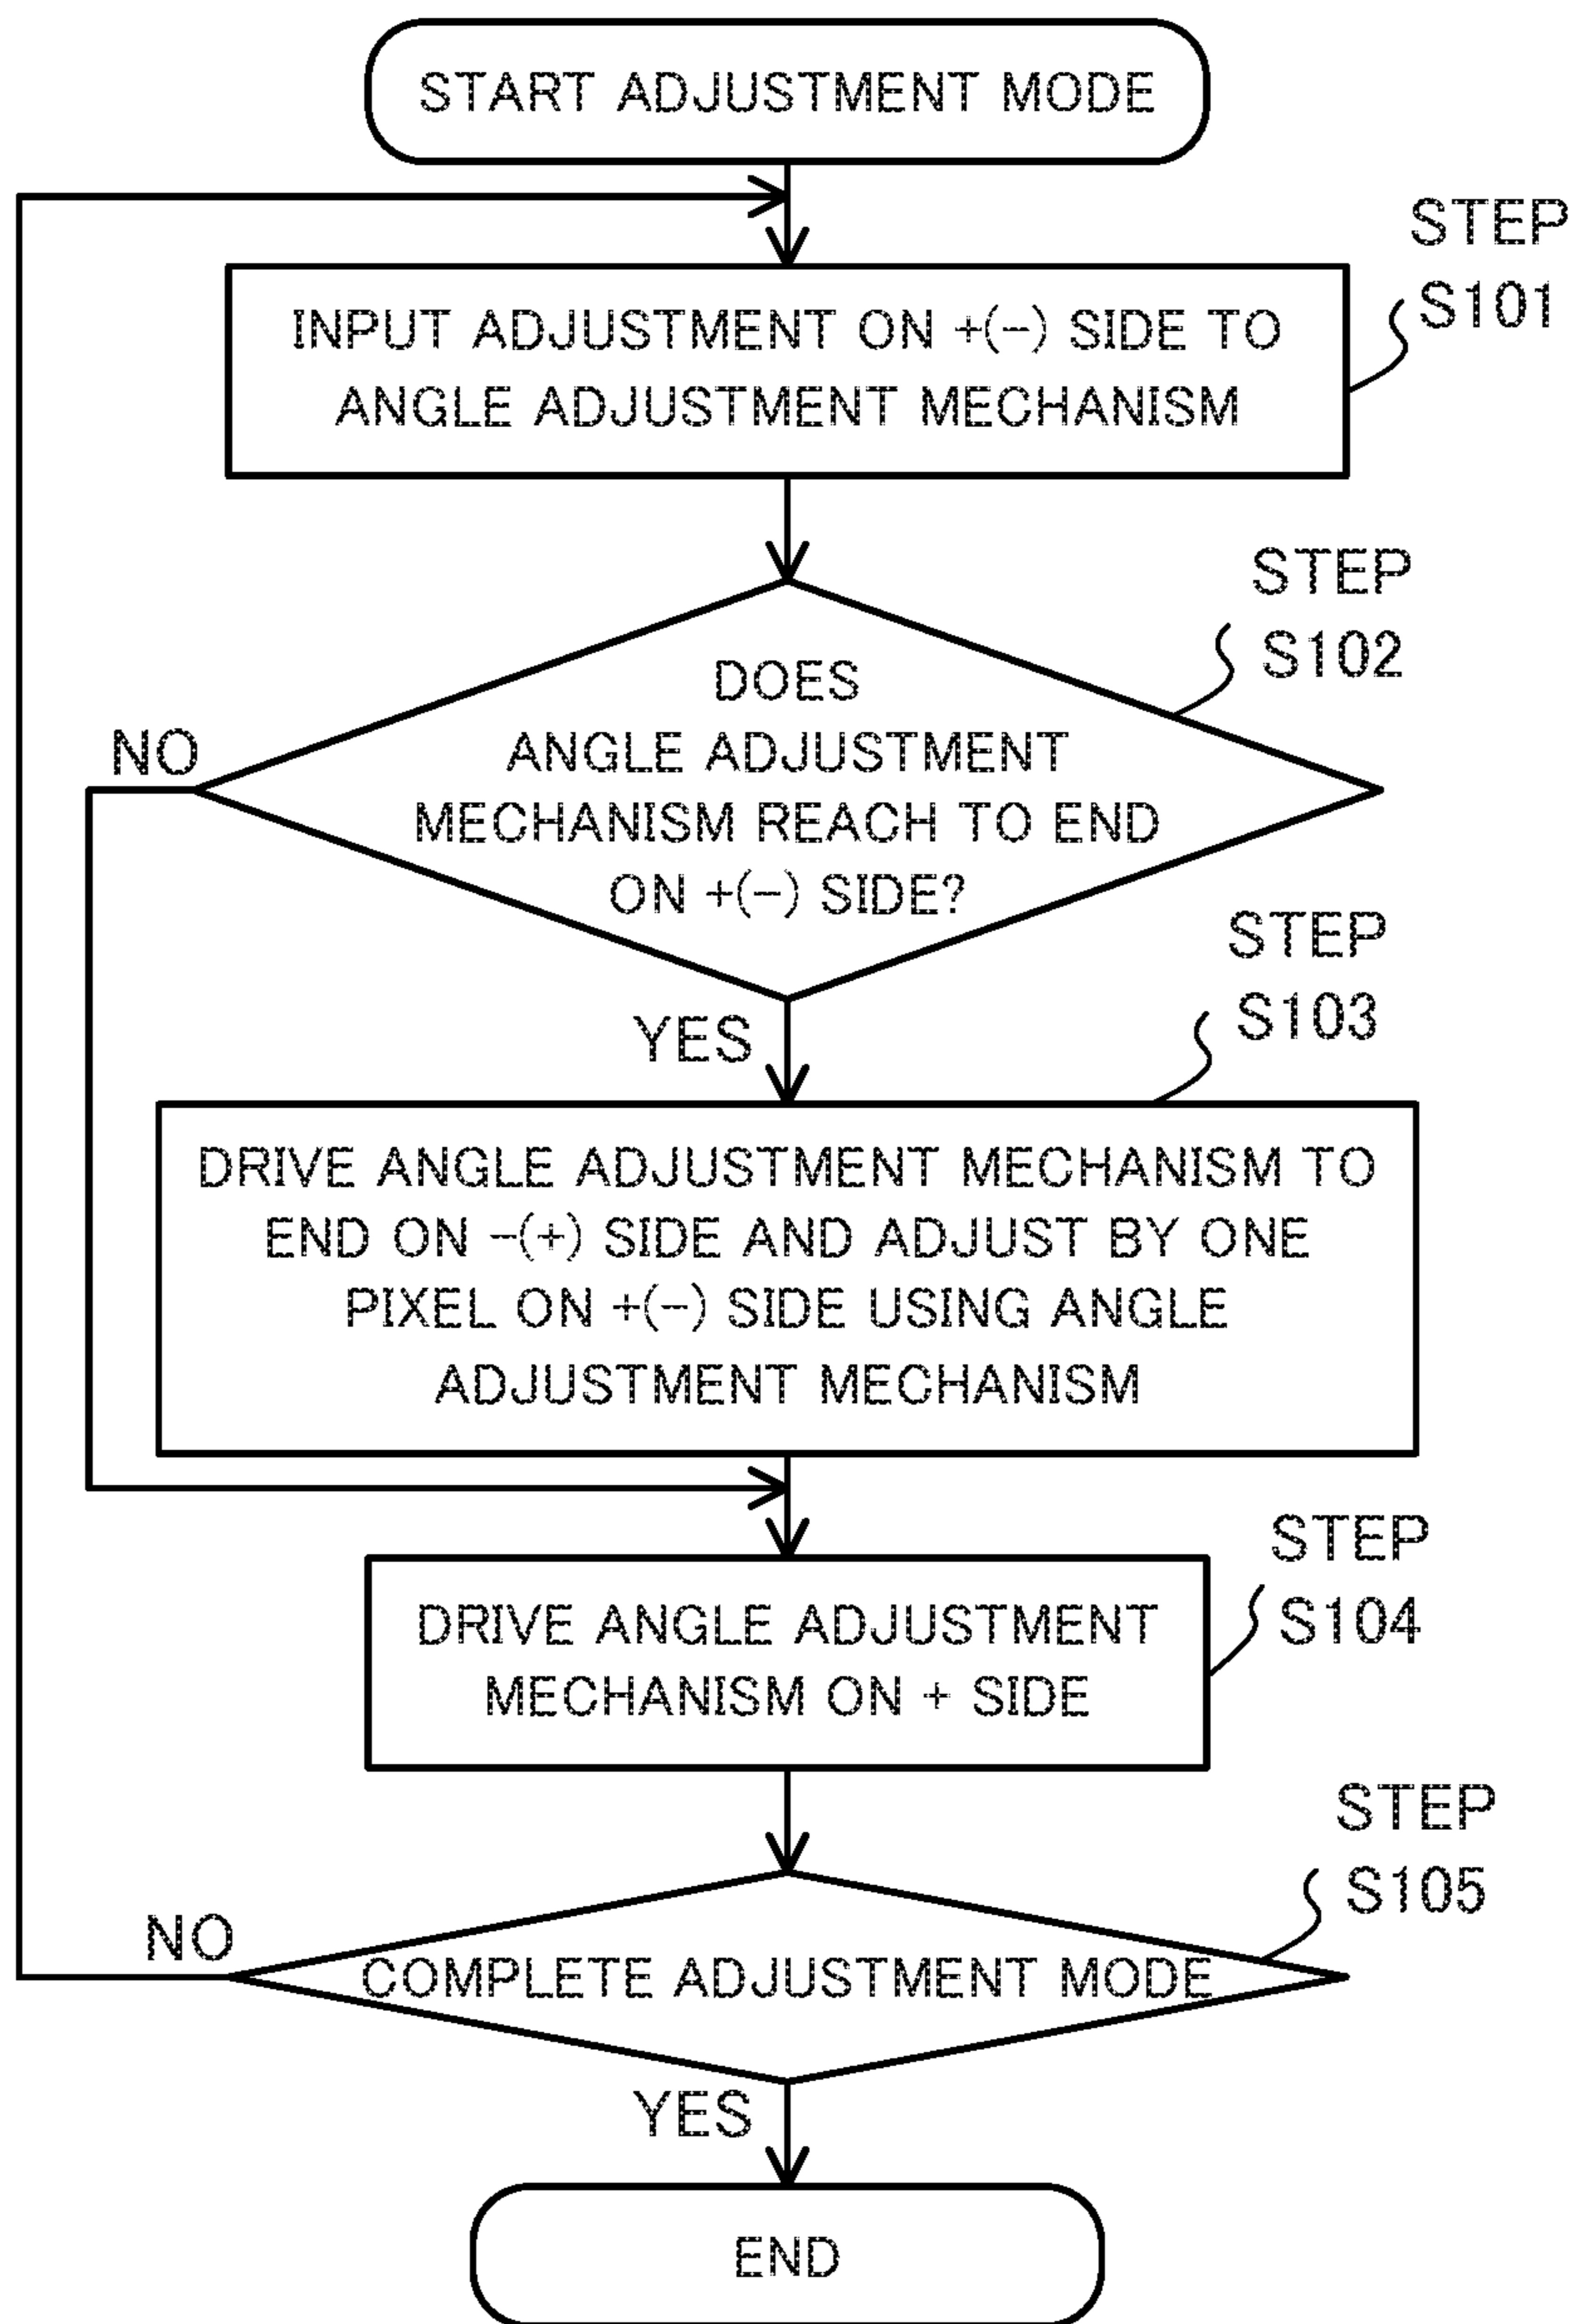 START ADJUSTMENT MODE
STEP
S101
INPUT ADJUSTMENT ON +(-) SIDE TO
ANGLE ADJUSTMENT MECHANISM
STEP
S102
DOES
ANGLE ADJUSTMENT
MECHANISM REACH TO END
ON +(-) SIDE?
NO
YES
STEP
S103
DRIVE ANGLE ADJUSTMENT MECHANISM TO
END ON -(+) SIDE AND ADJUST BY ONE
PIXEL ON +(-) SIDE USING ANGLE
ADJUSTMENT MECHANISM
STEP
S104
DRIVE ANGLE ADJUSTMENT
MECHANISM ON + SIDE
STEP
S105
NO
COMPLETE ADJUSTMENT MODE
YES
END